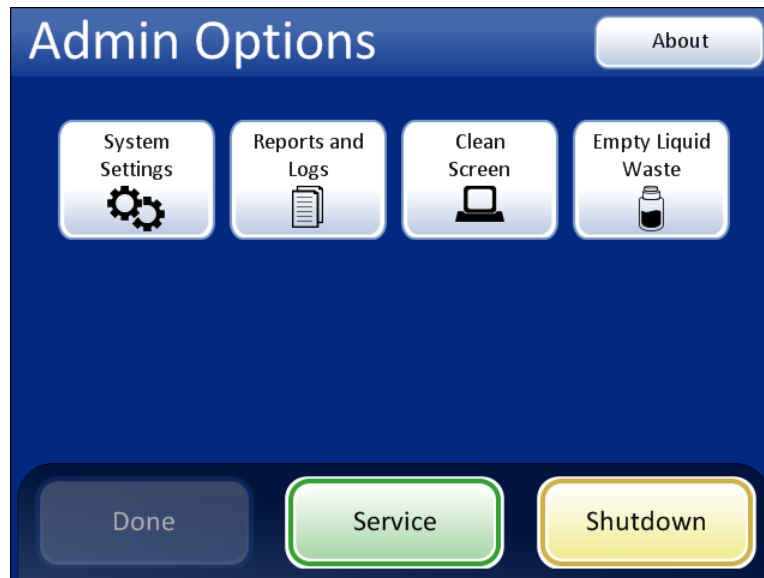 Admin Options
About
System
Settings
Reports and
Logs
Clean
Screen
Empty Liquid
Waste
Done
Service
Shutdown